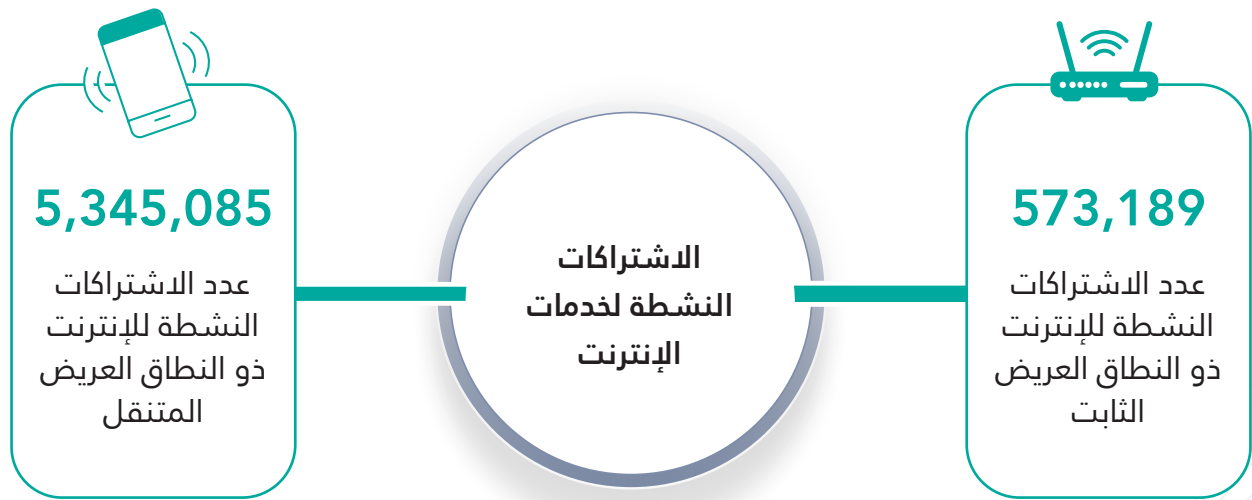 573,189
عدد الاشتراكات
النشطة للإنترنت
ذو النطاق العريض
الثابت
الاشتراكات
النشطة لخدمات
الإنترنت
5,345,085
عدد الاشتراكات
النشطة للإنترنت
ذو النطاق العريض
المتنقل